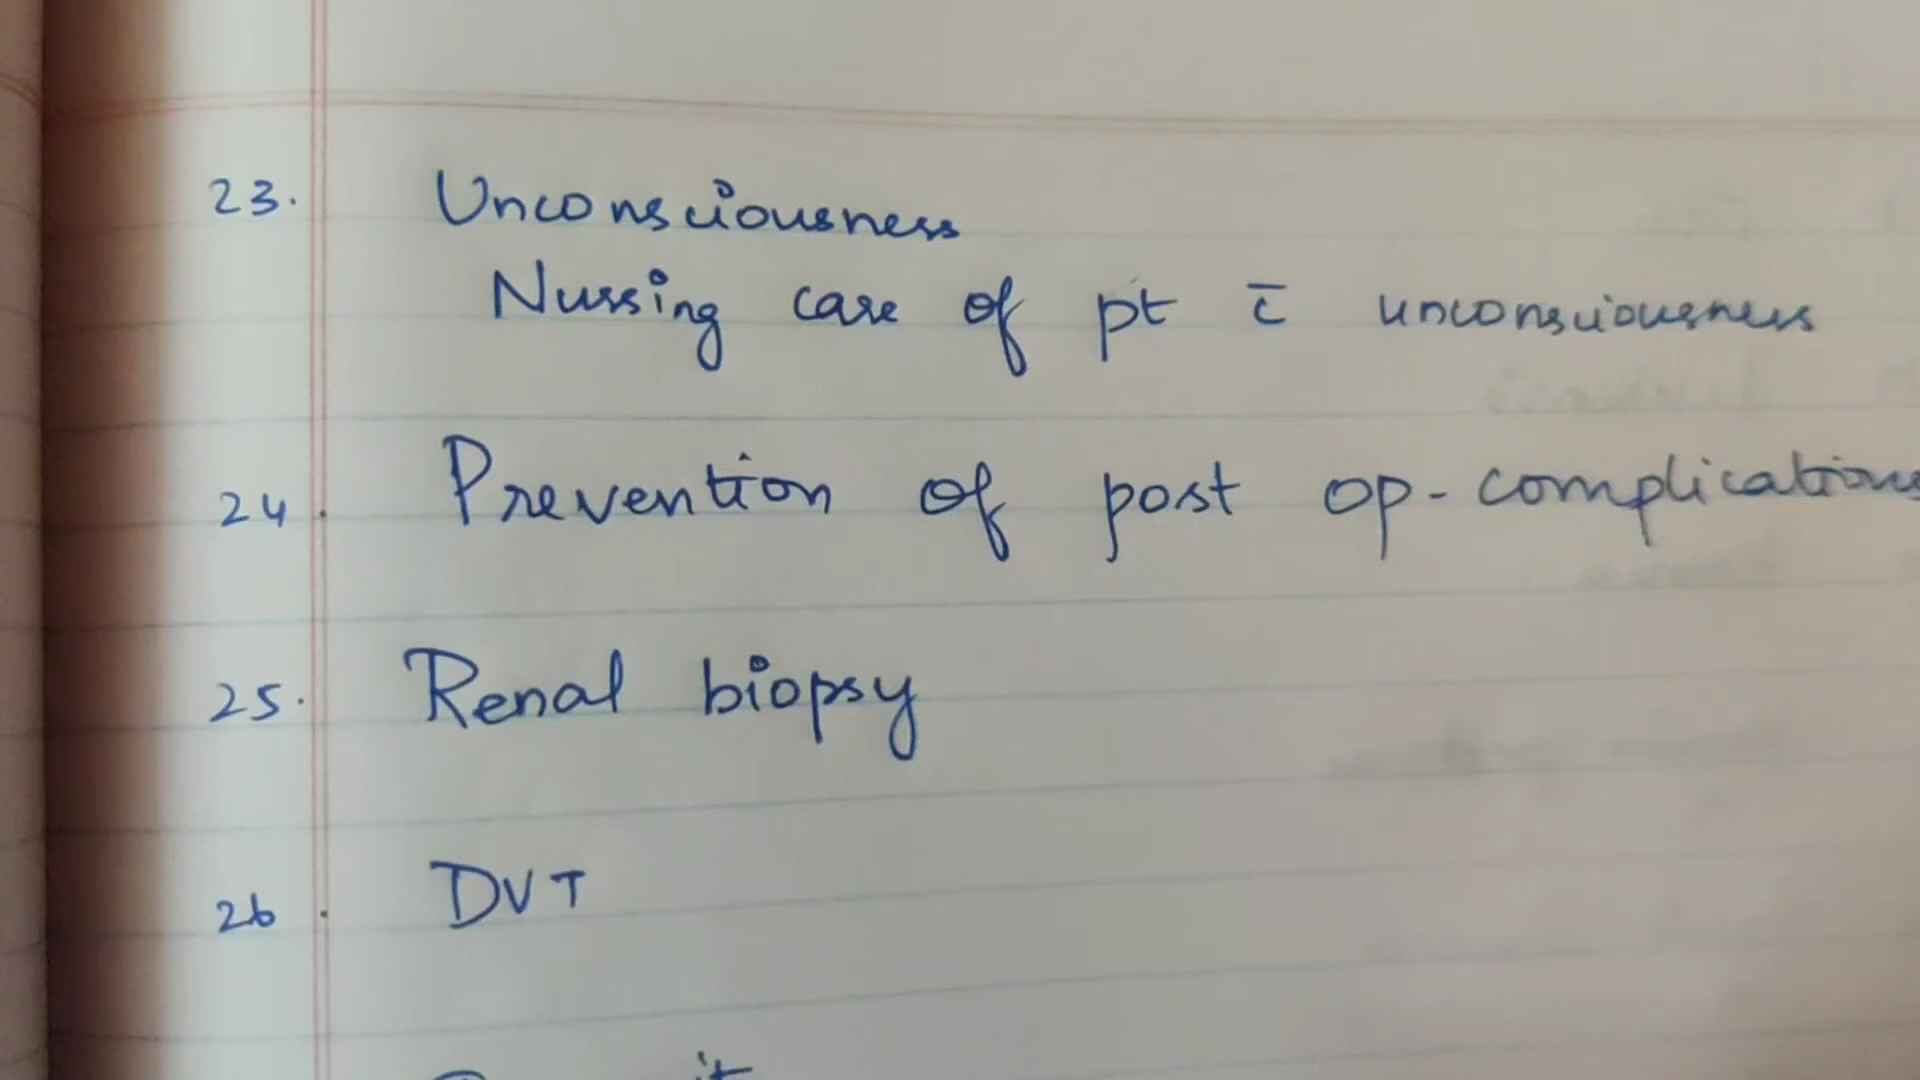 23. Unconsciousness
Nursing care of pt c̄ unconsciousness
24. Prevention of post op-complications
25. Renal biopsy
26. DVT